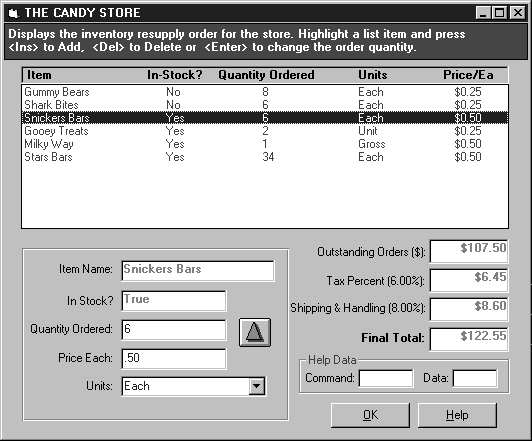 THE CANDY STORE
Displays the inventory resupply order for the store. Highlight a list item and press
<Ins> to Add, <Del> to Delete or <Enter> to change the order quantity.
Item In-Stock? Quantity Ordered Units Price/Ea
Gummy Bears No 8 Each $0.25
Shark Bites No 6 Each $0.25
Snickers Bars Yes 6 Each $0.50
Gooey Treats Yes 2 Unit $0.25
Milky Way Yes 1 Gross $0.50
Stars Bars Yes 34 Each $0.50
Item Name: Snickers Bars
In Stock? True
Quantity Ordered: 6
Price Each: .50
Units: Each
Outstanding Orders ($): $107.50
Tax Percent (6.00%): $6.45
Shipping & Handling (8.00%): $8.60
Final Total: $122.55
Help Data
Command: Data:
OK Help